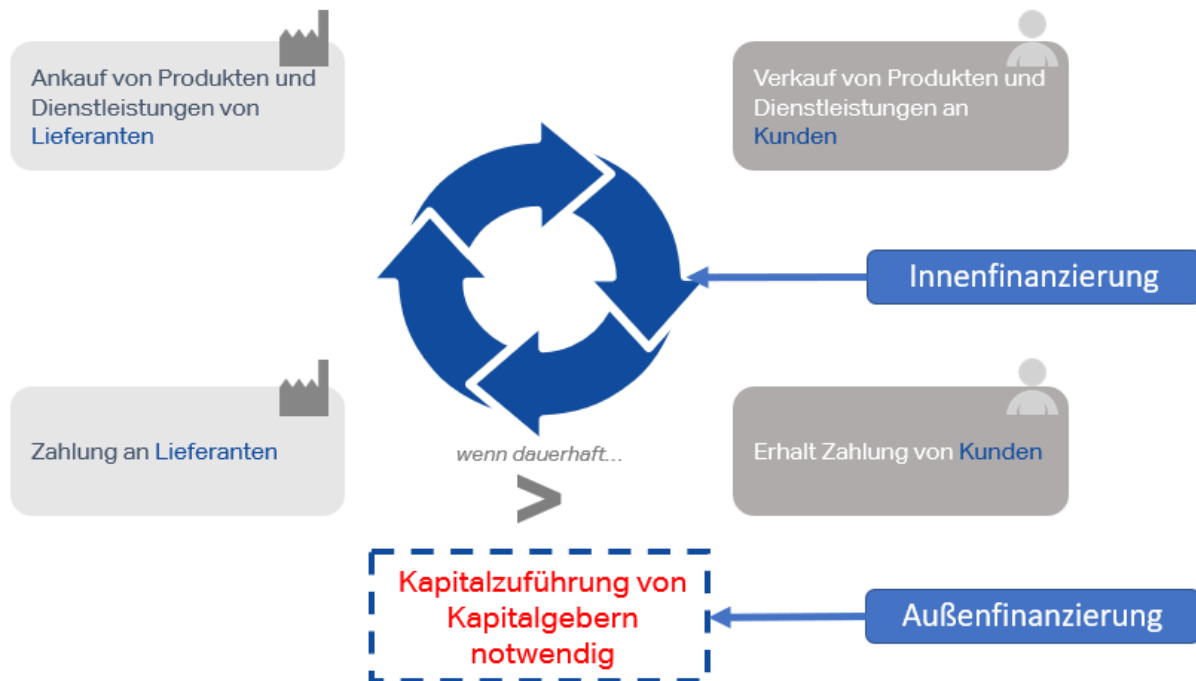 Ankauf von Produkten und
Dienstleistungen von
Lieferanten
Verkauf von Produkten und
Dienstleistungen an
Kunden
Innenfinanzierung
Zahlung an Lieferanten
wenn dauerhaft...
>
Erhalt Zahlung von Kunden
Kapitalzuführung von
Kapitalgebern
notwendig
Außenfinanzierung